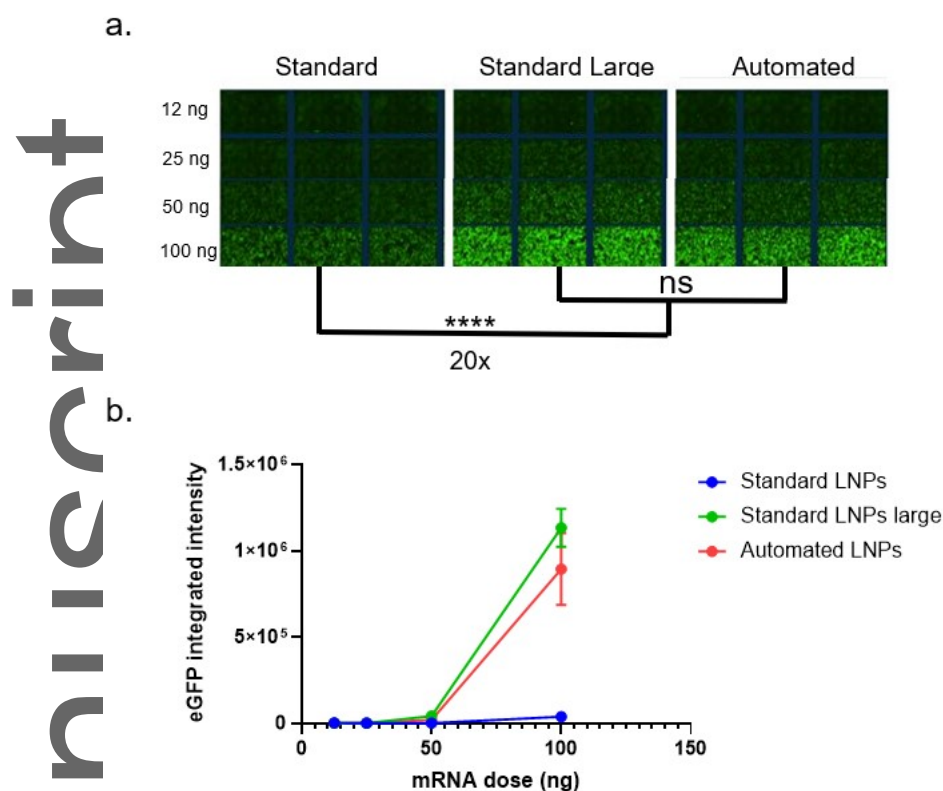 a.
Standard Standard Large Automated
12 ng
25 ng
50 ng
100 ng
ns
****
20x
b.
eGFP integrated intensity
1.5×10⁶
1×10⁶
5×10⁵
0
0 50 100 150
mRNA dose (ng)
Standard LNPs
Standard LNPs large
Automated LNPs
nuscript